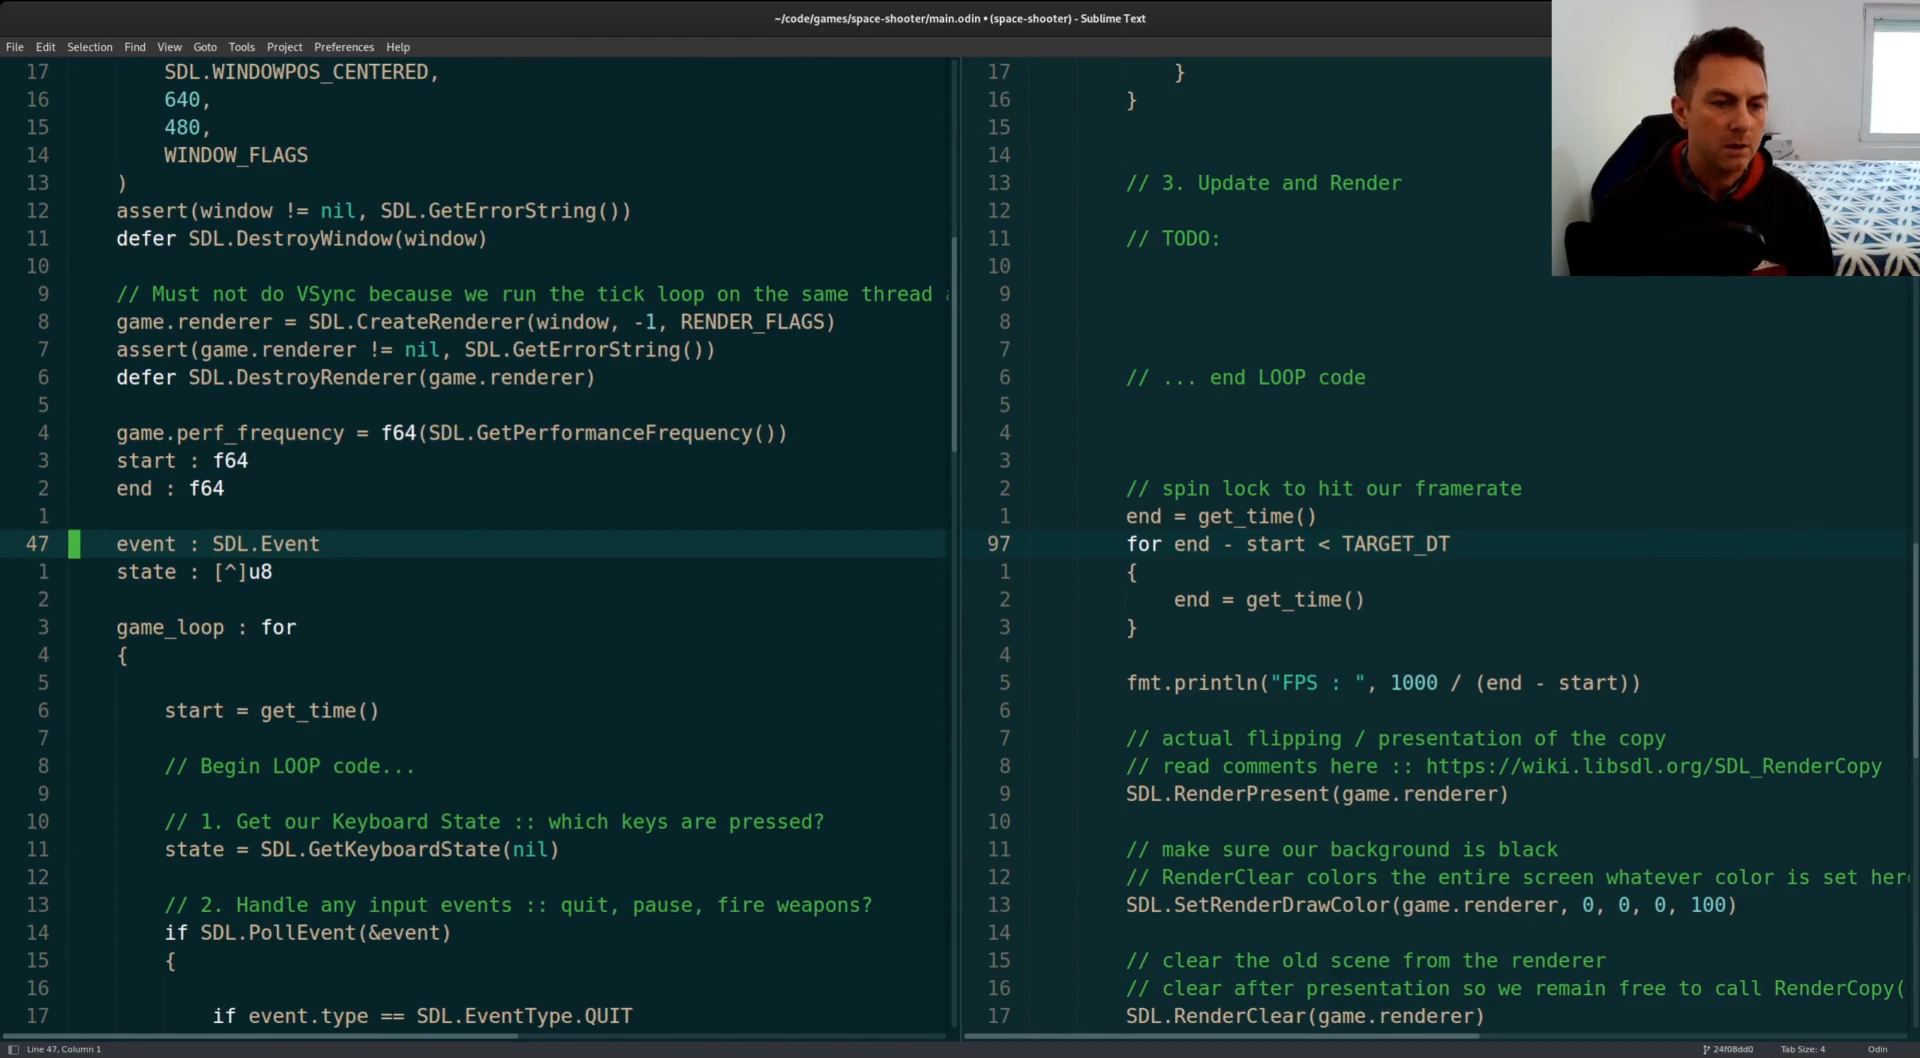 ~/code/games/space-shooter/main.odin • (space-shooter) - Sublime Text
File Edit Selection Find View Goto Tools Project Preferences Help
17 SDL.WINDOWPOS_CENTERED,
16 640,
15 480,
14 WINDOW_FLAGS
13 )
12 assert(window != nil, SDL.GetErrorString())
11 defer SDL.DestroyWindow(window)
10
9 // Must not do VSync because we run the tick loop on the same thread
8 game.renderer = SDL.CreateRenderer(window, -1, RENDER_FLAGS)
7 assert(game.renderer != nil, SDL.GetErrorString())
6 defer SDL.DestroyRenderer(game.renderer)
5
4 game.perf_frequency = f64(SDL.GetPerformanceFrequency())
3 start : f64
2 end : f64
1
47 event : SDL.Event
1 state : [^]u8
2
3 game_loop : for
4 {
5
6 start = get_time()
7
8 // Begin LOOP code...
9
10 // 1. Get our Keyboard State :: which keys are pressed?
11 state = SDL.GetKeyboardState(nil)
12
13 // 2. Handle any input events :: quit, pause, fire weapons?
14 if SDL.PollEvent(&event)
15 {
16
17 if event.type == SDL.EventType.QUIT
17 }
16 }
15
14
13 // 3. Update and Render
12
11 // TODO:
10
9
8
7
6 // ... end LOOP code
5
4
3
2 // spin lock to hit our framerate
1 end = get_time()
97 for end - start < TARGET_DT
1 {
2 end = get_time()
3 }
4
5 fmt.println("FPS : ", 1000 / (end - start))
6
7 // actual flipping / presentation of the copy
8 // read comments here :: https://wiki.libsdl.org/SDL_RenderCopy
9 SDL.RenderPresent(game.renderer)
10
11 // make sure our background is black
12 // RenderClear colors the entire screen whatever color is set here
13 SDL.SetRenderDrawColor(game.renderer, 0, 0, 0, 100)
14
15 // clear the old scene from the renderer
16 // clear after presentation so we remain free to call RenderCopy(
17 SDL.RenderClear(game.renderer)
Line 47, Column 1
24f08dd0 Tab Size: 4 Odin